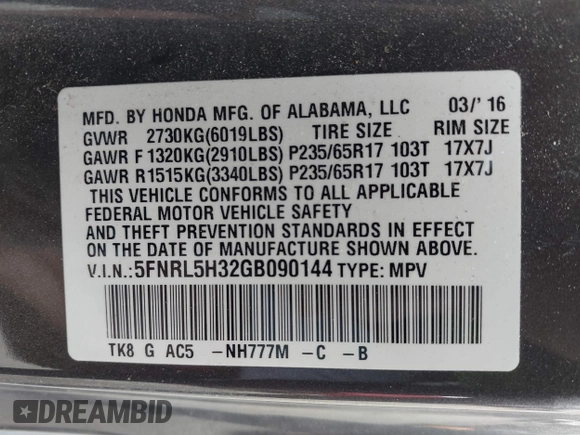 MFD. BY HONDA MFG. OF ALABAMA, LLC 03/'16
GVWR 2730KG(6019LBS) TIRE SIZE RIM SIZE
GAWR F 1320KG(2910LBS) P235/65R17 103T 17X7J
GAWR R1515KG(3340LBS) P235/65R17 103T 17X7J
THIS VEHICLE CONFORMS TO ALL APPLICABLE
FEDERAL MOTOR VEHICLE SAFETY
AND THEFT PREVENTION STANDARDS IN EFFECT
ON THE DATE OF MANUFACTURE SHOWN ABOVE.
V.I.N.: 5FNRL5H32GB090144 TYPE: MPV
TK8 G AC5 –NH777M –C –B
DREAMBID